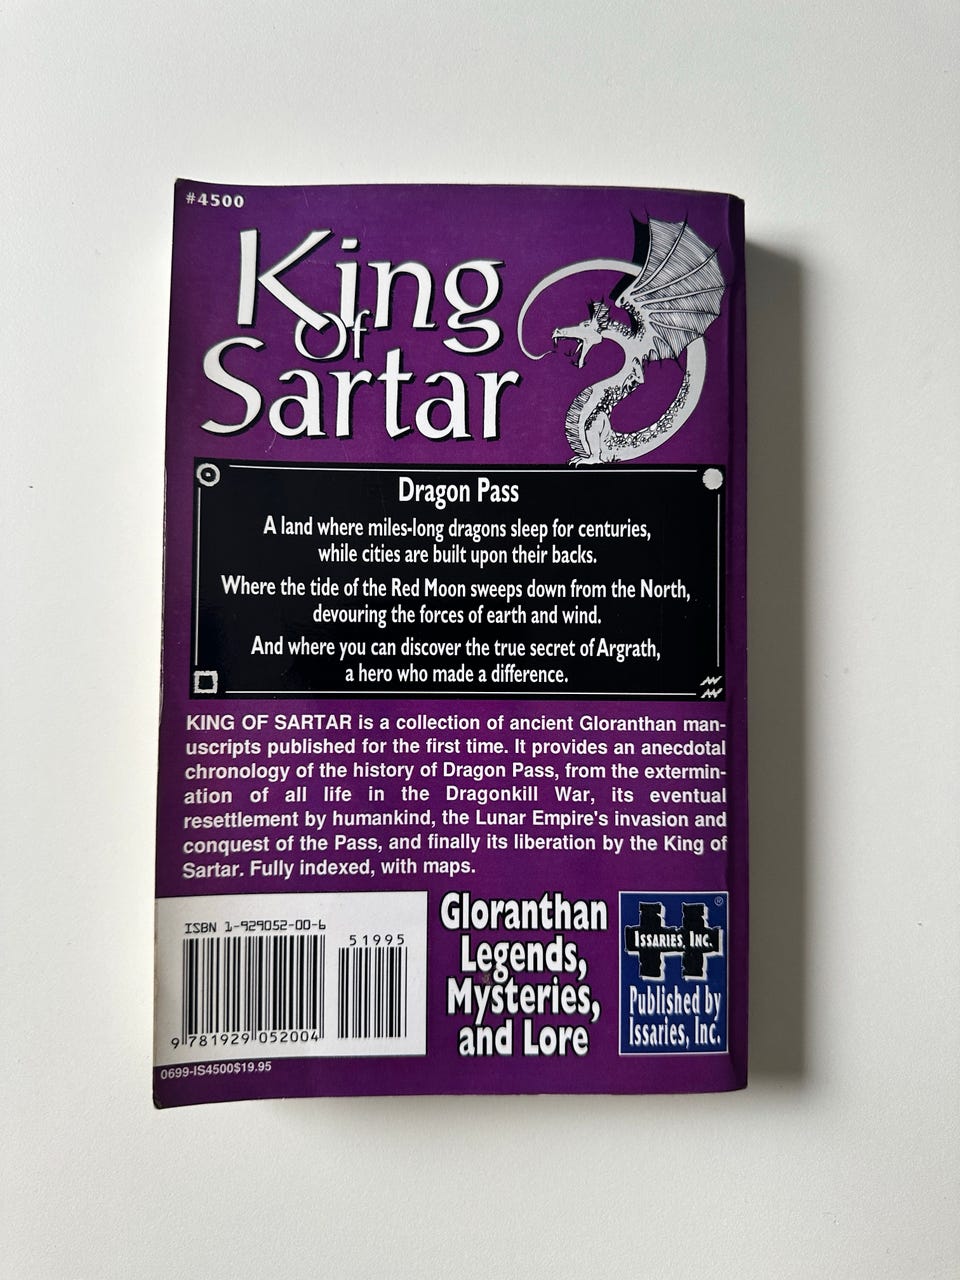 #4500
King
of
Sartar
Dragon Pass
A land where miles-long dragons sleep for centuries,
while cities are built upon their backs.
Where the tide of the Red Moon sweeps down from the North,
devouring the forces of earth and wind.
And where you can discover the true secret of Argrath,
a hero who made a difference.
KING OF SARTAR is a collection of ancient Gloranthan man-
uscripts published for the first time. It provides an anecdotal
chronology of the history of Dragon Pass, from the extermin-
ation of all life in the Dragonkill War, its eventual
resettlement by humankind, the Lunar Empire's invasion and
conquest of the Pass, and finally its liberation by the King of
Sartar. Fully indexed, with maps.
ISBN 1-929052-00-6
51995
9 781929 052004
0699-IS4500$19.95
Gloranthan
Legends,
Mysteries,
and Lore
®
ISSARIES, INC.
Published by
Issaries, Inc.